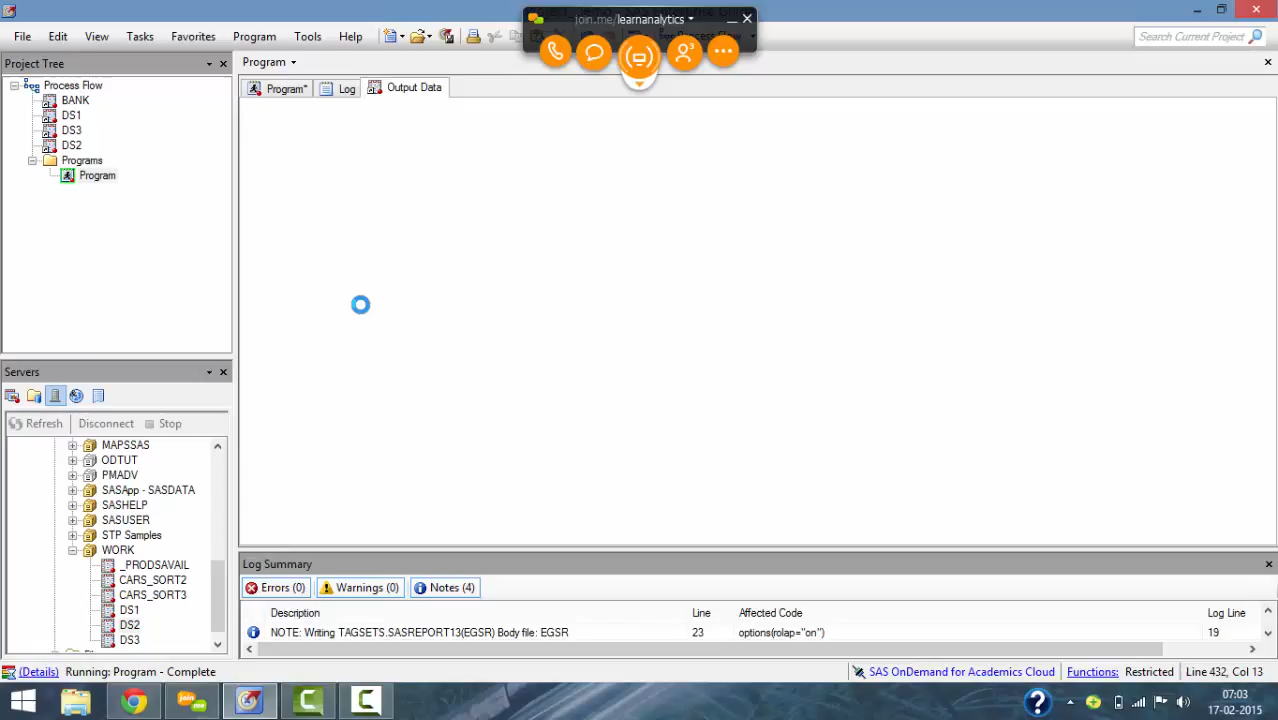 join.me/learnanalytics
File Edit View Tasks Favorites Program Tools Help
Search Current Project
Project Tree
Program
3
Process Flow
BANK
DS1
DS3
DS2
Programs
Program
Program* Log Output Data
Servers
Refresh Disconnect Stop
MAPSSAS
ODTUT
PMADV
SASApp - SASDATA
SASHELP
SASUSER
STP Samples
WORK
_PRODSAVAIL
CARS_SORT2
CARS_SORT3
DS1
DS2
DS3
Log Summary
Errors (0) Warnings (0) Notes (4)
Description Line Affected Code Log Line
NOTE: Writing TAGSETS.SASREPORT13(EGSR) Body file: EGSR 23 options(rolap="on") 19
(Details) Running: Program - Complete
SAS OnDemand for Academics Cloud Functions: Restricted Line 432, Col 13
07:03
17-02-2015